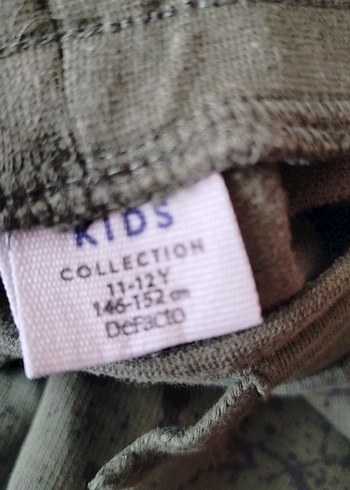 KIDS
COLLECTION
11-12Y
146-152 cm
DeFacto